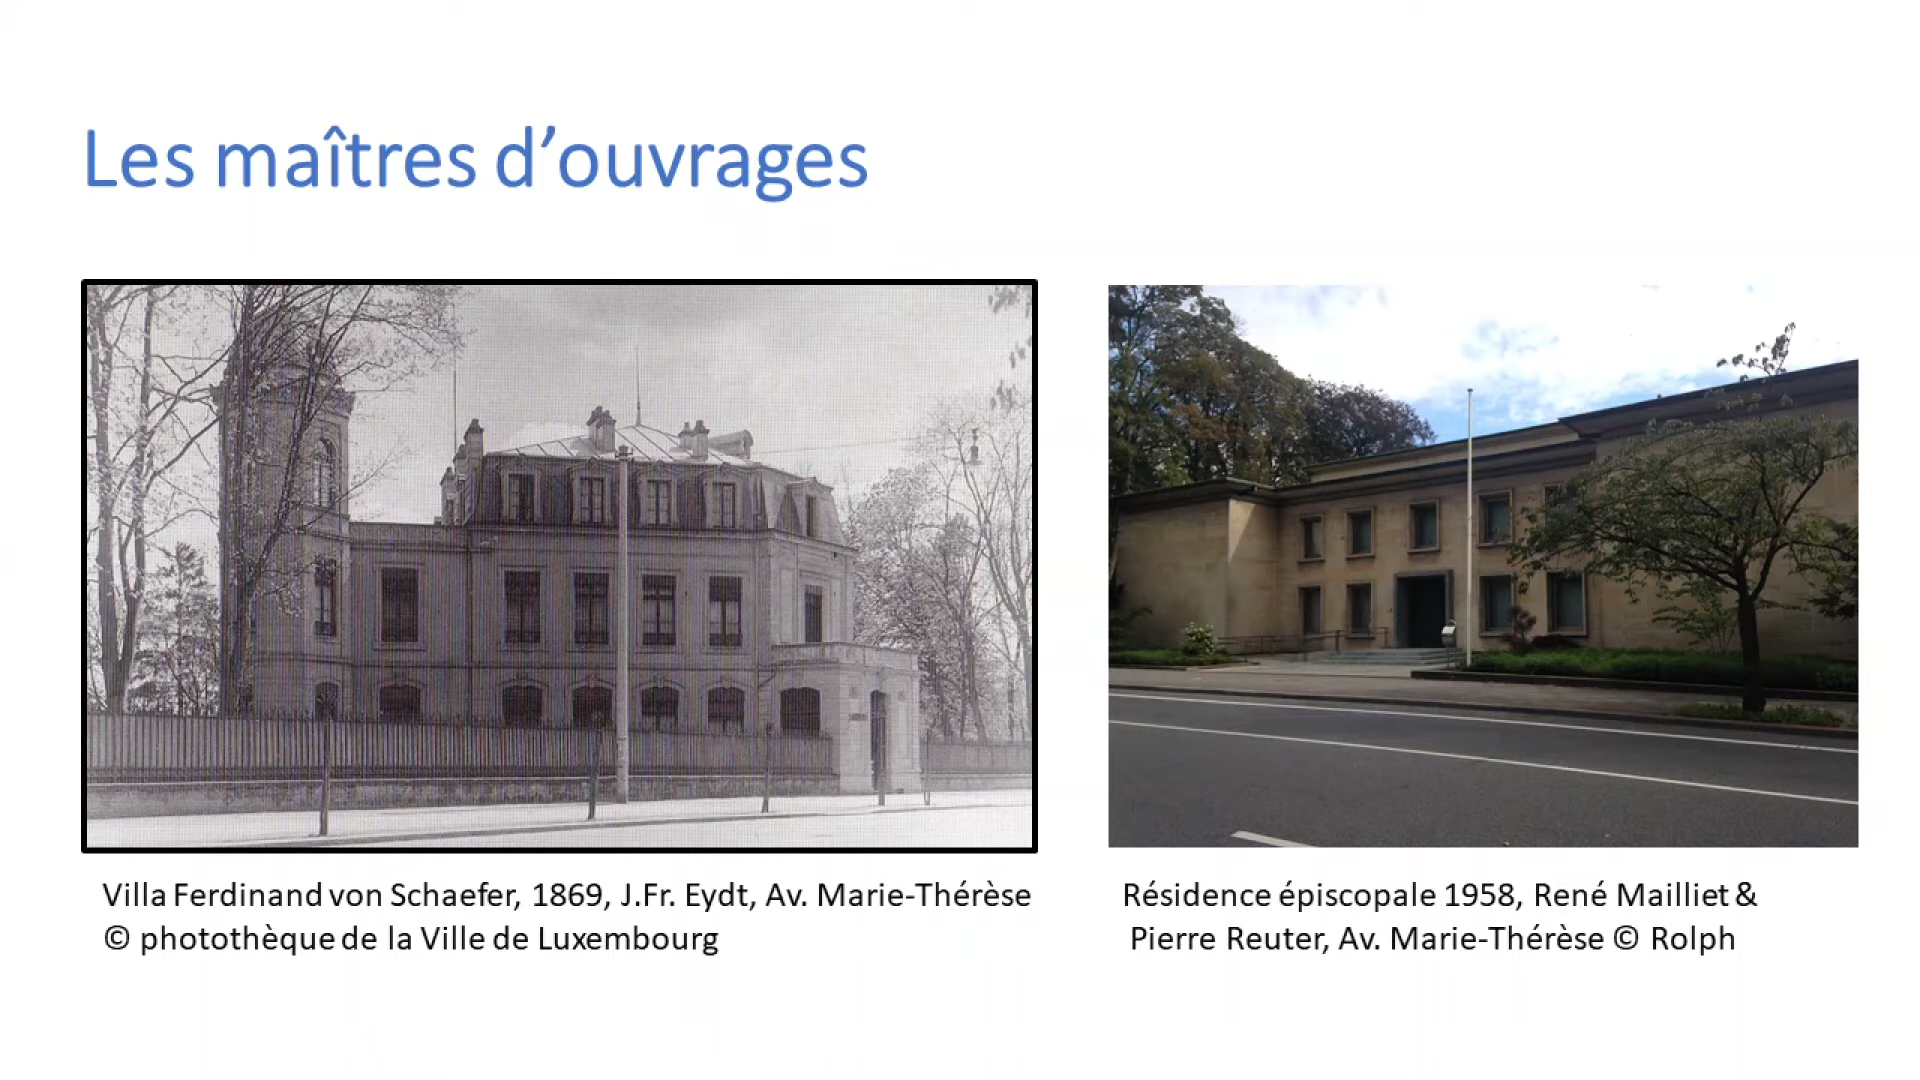 Les maîtres d’ouvrages
Villa Ferdinand von Schaefer, 1869, J.Fr. Eydt, Av. Marie-Thérèse
© photothèque de la Ville de Luxembourg
Résidence épiscopale 1958, René Mailliet &
Pierre Reuter, Av. Marie-Thérèse © Rolph